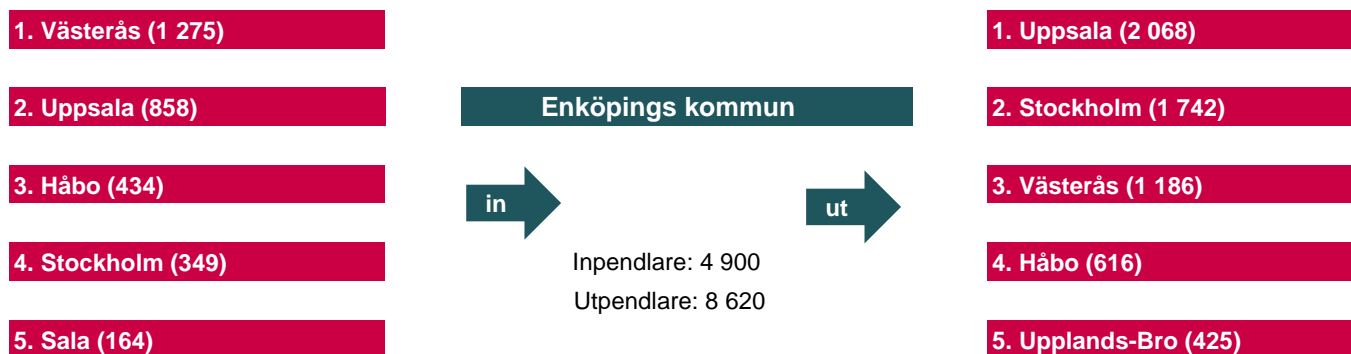 1. Västerås (1 275)
2. Uppsala (858)
3. Håbo (434)
4. Stockholm (349)
5. Sala (164)
Enköpings kommun
in
ut
Inpendlare: 4 900
Utpendlare: 8 620
1. Uppsala (2 068)
2. Stockholm (1 742)
3. Västerås (1 186)
4. Håbo (616)
5. Upplands-Bro (425)